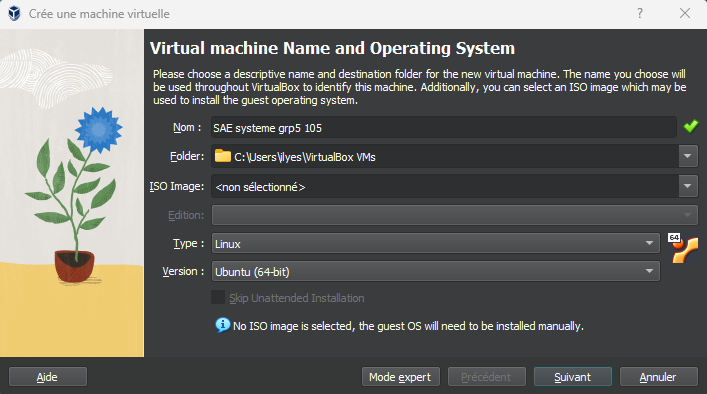 Crée une machine virtuelle
Virtual machine Name and Operating System
Please choose a descriptive name and destination folder for the new virtual machine. The name you choose will
be used throughout VirtualBox to identify this machine. Additionally, you can select an ISO image which may be
used to install the guest operating system.
Nom : SAE systeme grp5 105
Folder: C:\Users\ilyes\VirtualBox VMs
ISO Image: <non sélectionné>
Edition:
Type : Linux
64
Version : Ubuntu (64-bit)
Skip Unattended Installation
No ISO image is selected, the guest OS will need to be installed manually.
Aide Mode expert Précédent Suivant Annuler